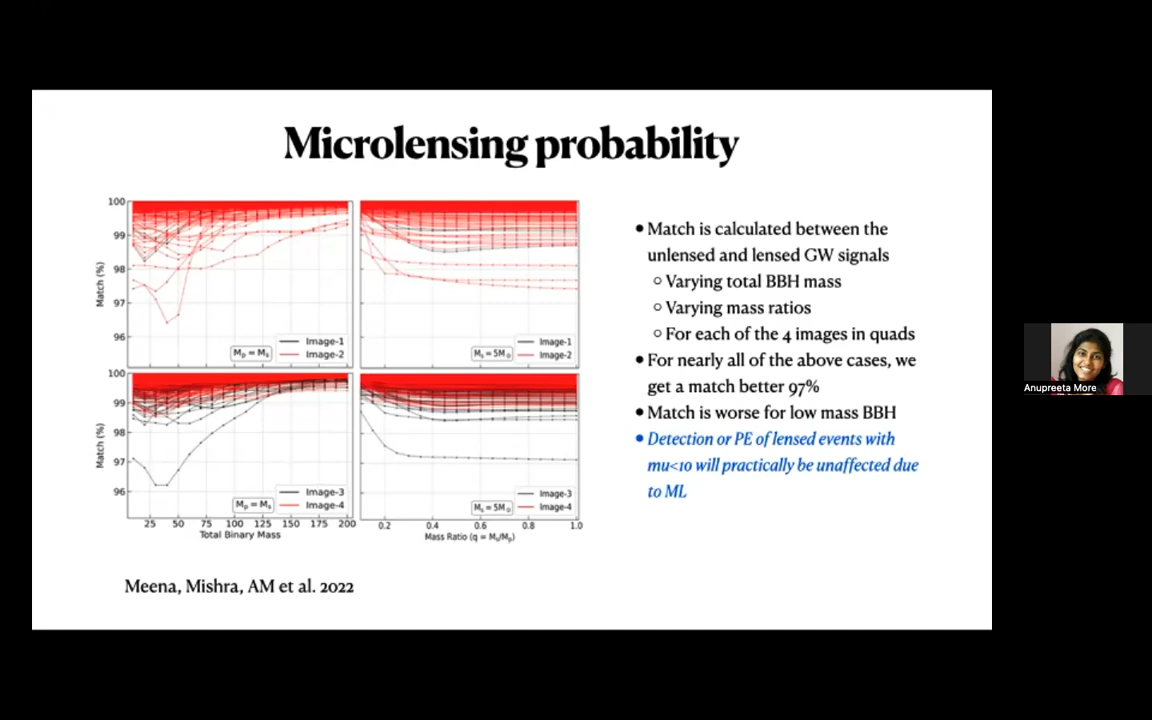 Microlensing probability
100
99
98
97
96
Match (%)
Mp = Ms
Image-1
Image-2
Ms = 5M⊙
Image-1
Image-2
100
99
98
97
96
Match (%)
Mp = Ms
Image-3
Image-4
Ms = 5M⊙
Image-3
Image-4
25 50 75 100 125 150 175 200
Total Binary Mass
0.2 0.4 0.6 0.8 1.0
Mass Ratio (q = Ms/Mp)
Match is calculated between the
unlensed and lensed GW signals
Varying total BBH mass
Varying mass ratios
For each of the 4 images in quads
For nearly all of the above cases, we
get a match better 97%
Match is worse for low mass BBH
Detection or PE of lensed events with
mu<10 will practically be unaffected due
to ML
Meena, Mishra, AM et al. 2022
Anupreeta More